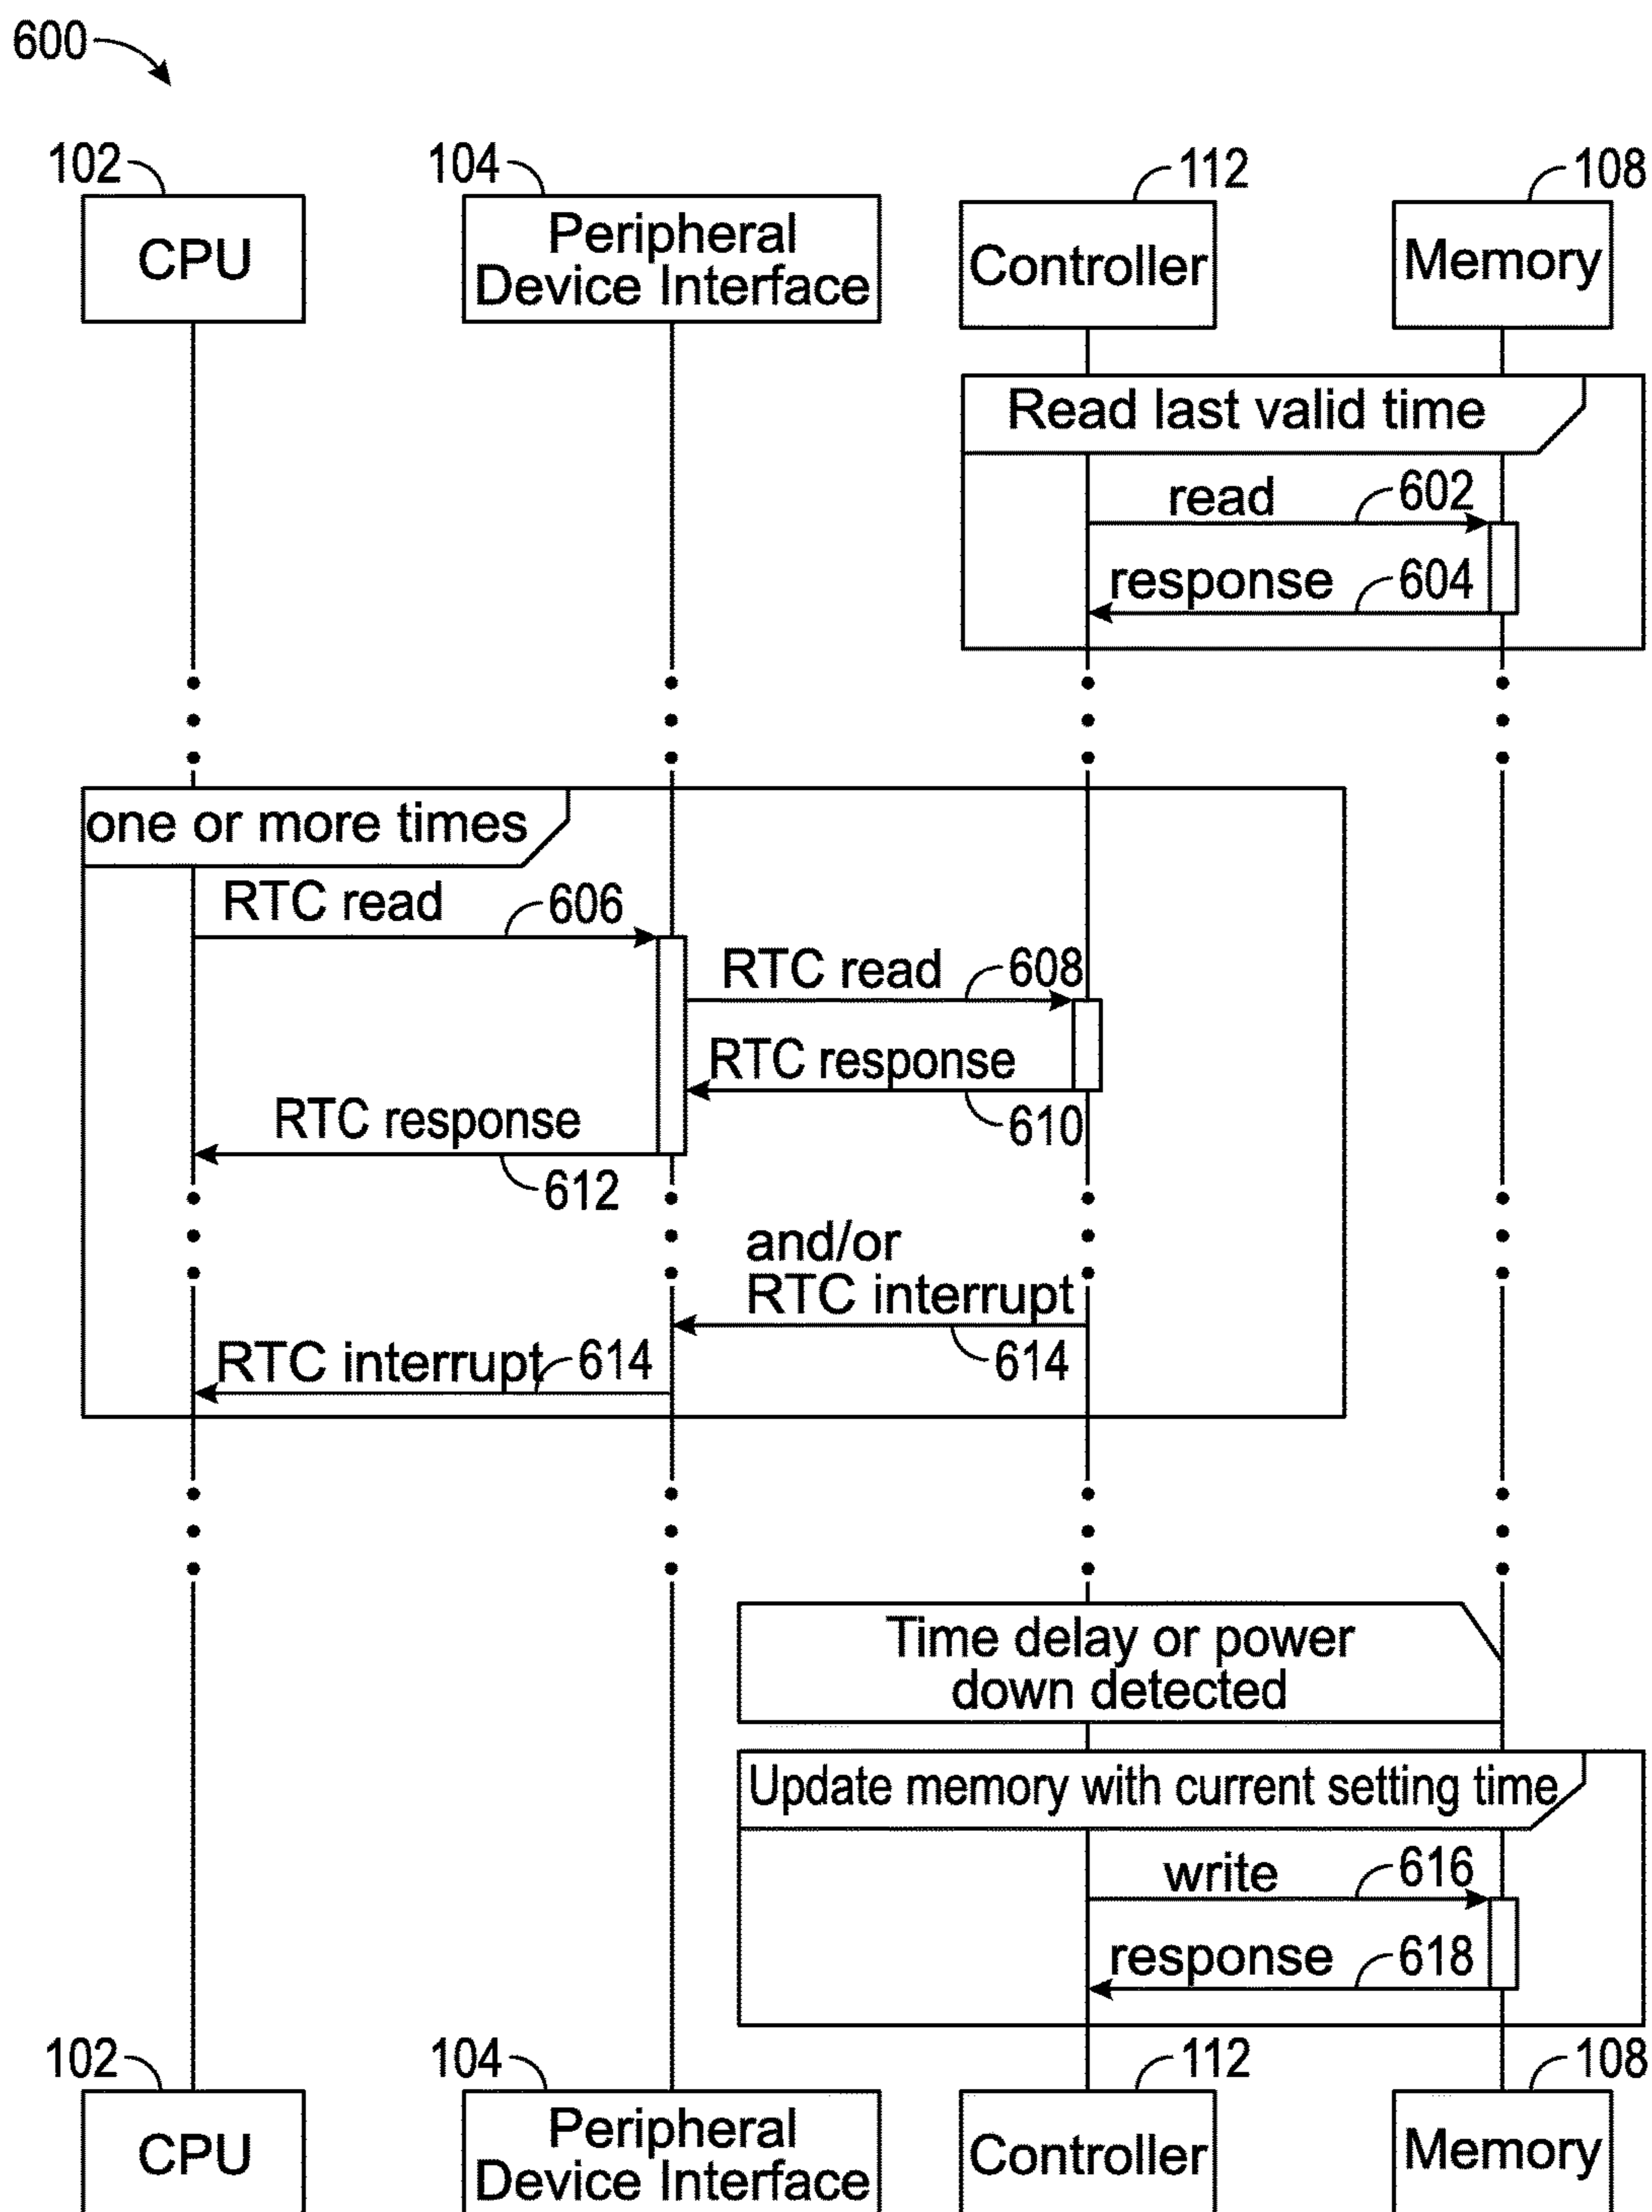 600
102
104
112
108
CPU
Peripheral
Device Interface
Controller
Memory
Read last valid time
read
602
response
604
one or more times
RTC read
606
RTC read
608
RTC response
610
RTC response
612
and/or
RTC interrupt
614
RTC interrupt
614
Time delay or power
down detected
Update memory with current setting time
write
616
response
618
102
104
112
108
CPU
Peripheral
Device Interface
Controller
Memory